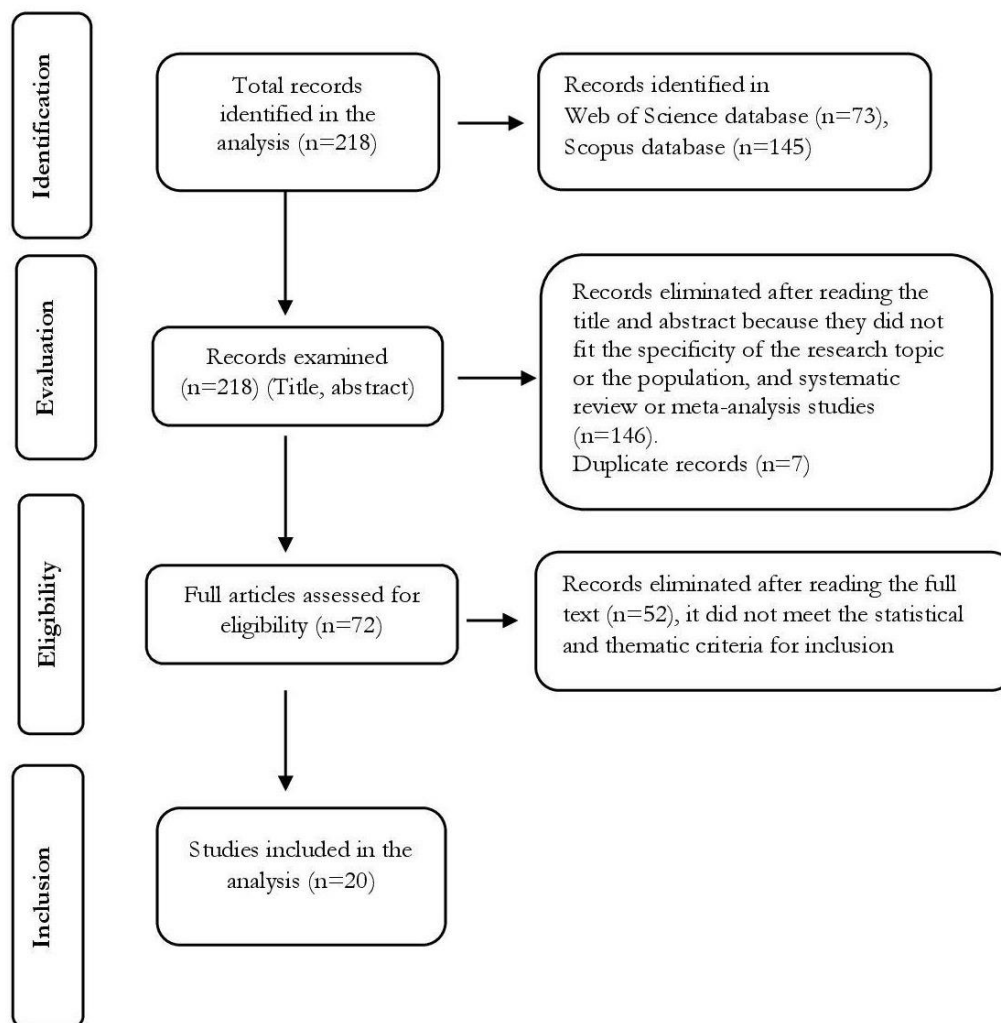 Identification
Total records
identified in the
analysis (n=218)
Records identified in
Web of Science database (n=73),
Scopus database (n=145)
Evaluation
Records examined
(n=218) (Title, abstract)
Records eliminated after reading the
title and abstract because they did not
fit the specificity of the research topic
or the population, and systematic
review or meta-analysis studies
(n=146).
Duplicate records (n=7)
Eligibility
Full articles assessed for
eligibility (n=72)
Records eliminated after reading the full
text (n=52), it did not meet the statistical
and thematic criteria for inclusion
Inclusion
Studies included in the
analysis (n=20)